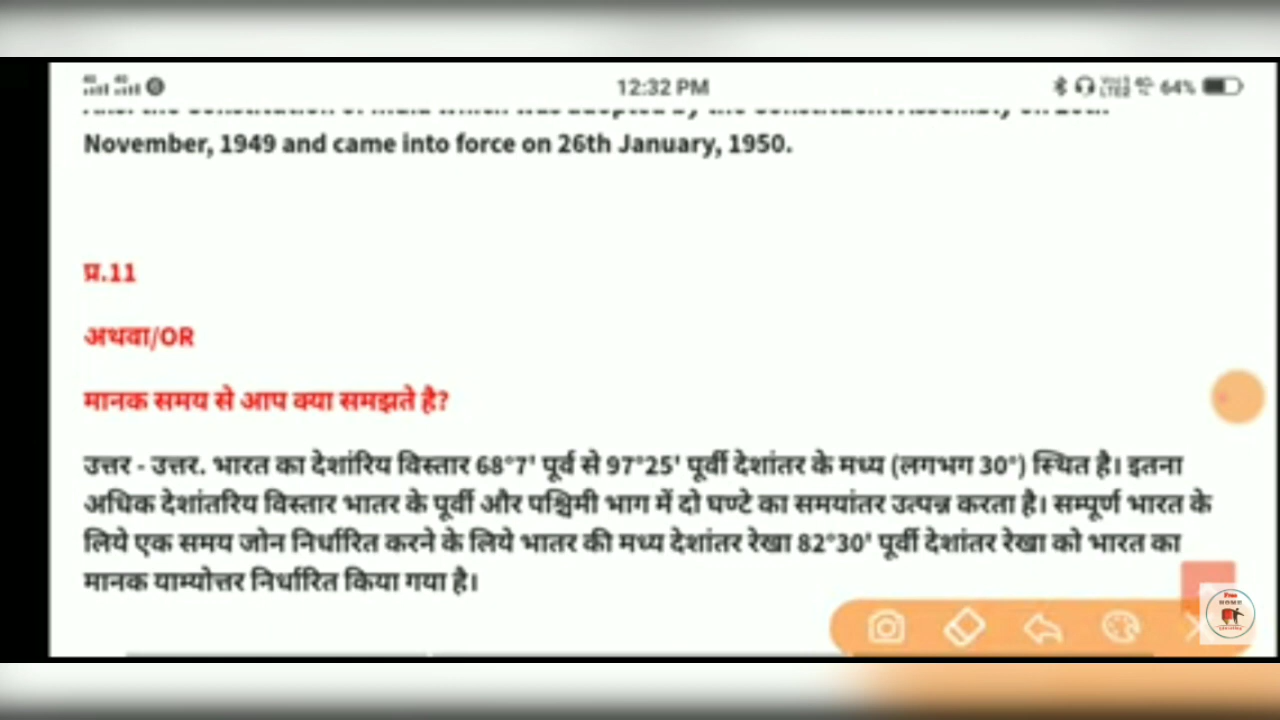 12:32 PM
64%
November, 1949 and came into force on 26th January, 1950.
प्र.11
अथवा/OR
मानक समय से आप क्या समझते है?
उत्तर - उत्तर. भारत का देशांरिय विस्तार 68°7' पूर्व से 97°25' पूर्वी देशांतर के मध्य (लगभग 30°) स्थित है। इतना
अधिक देशांतरिय विस्तार भातर के पूर्वी और पश्चिमी भाग में दो घण्टे का समयांतर उत्पन्न करता है। सम्पूर्ण भारत के
लिये एक समय जोन निर्धारित करने के लिये भातर की मध्य देशांतर रेखा 82°30' पूर्वी देशांतर रेखा को भारत का
मानक याम्योत्तर निर्धारित किया गया है।
Free
HOME